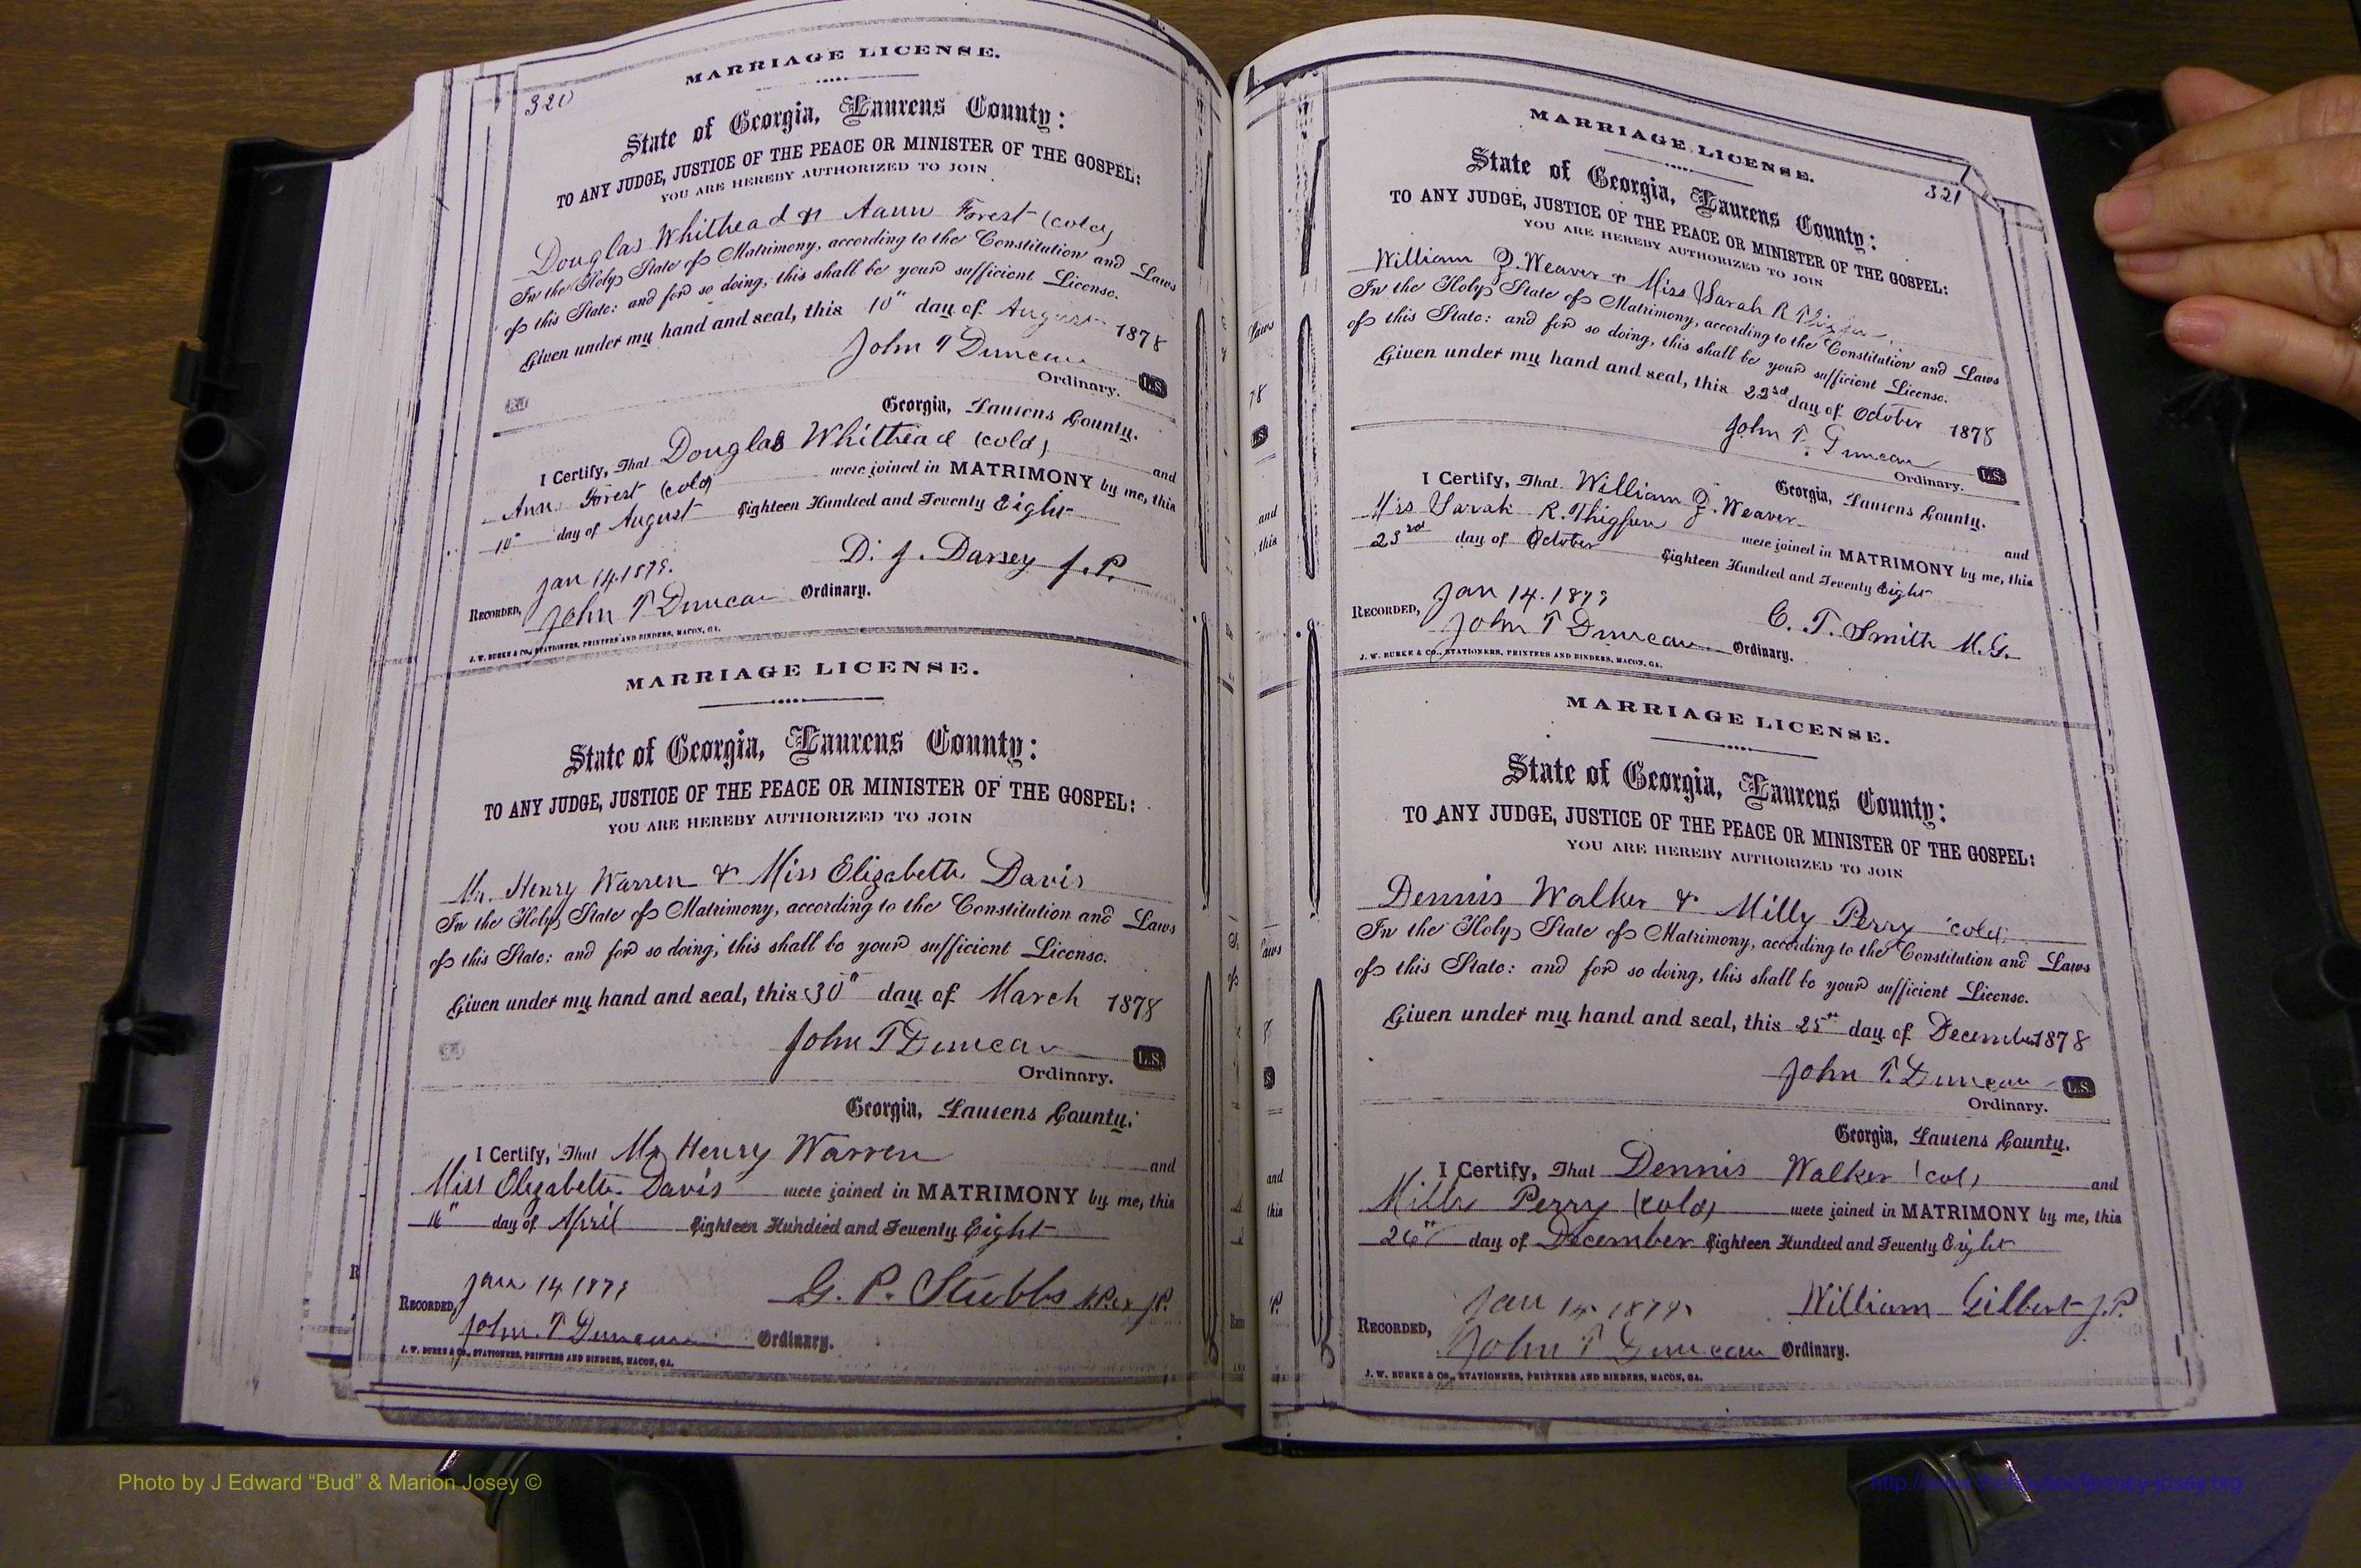 320
MARRIAGE LICENSE.
State of Georgia, Laurens County:
TO ANY JUDGE, JUSTICE OF THE PEACE OR MINISTER OF THE GOSPEL:
YOU ARE HEREBY AUTHORIZED TO JOIN
Douglas Whithead & Aann Forest (cold)
In the Holy State of Matrimony, according to the Constitution and Laws
of this State: and for so doing, this shall be your sufficient License.
Given under my hand and seal, this 10" day of August 1878
John T Duncan L.S.
Ordinary.
Georgia, Laurens County.
I Certify, That Douglas Whithead (cold) and
Ann Forest (cold) were joined in MATRIMONY by me, this
10" day of August Eighteen Hundred and Seventy Eight
D. J. Darsey J.P.
Jan 14, 1879.
RECORDED, John T Duncan Ordinary.
J. W. BURKE & CO., STATIONERS, PRINTERS AND BINDERS, MACON, GA.
MARRIAGE LICENSE.
State of Georgia, Laurens County:
TO ANY JUDGE, JUSTICE OF THE PEACE OR MINISTER OF THE GOSPEL:
YOU ARE HEREBY AUTHORIZED TO JOIN
Mr. Henry Warren & Miss Elizabeth Davis
In the Holy State of Matrimony, according to the Constitution and Laws
of this State: and for so doing, this shall be your sufficient License.
Given under my hand and seal, this 30" day of March 1878
John T Duncan L.S.
Ordinary.
Georgia, Laurens County.
I Certify, That Mr Henry Warren and
Miss Elizabeth Davis were joined in MATRIMONY by me, this
day of April Eighteen Hundred and Seventy Eight
Jan 14 1879
G. P. Stubbs J.P.
RECORDED, John. T Duncan Ordinary.
J. W. BURKE & CO., STATIONERS, PRINTERS AND BINDERS, MACON, GA.
321
MARRIAGE LICENSE.
State of Georgia, Laurens County:
TO ANY JUDGE, JUSTICE OF THE PEACE OR MINISTER OF THE GOSPEL:
YOU ARE HEREBY AUTHORIZED TO JOIN
William Weaver & Miss Sarah R
In the Holy State of Matrimony, according to the Constitution and Laws
of this State: and for so doing, this shall be your sufficient License.
Given under my hand and seal, this 23rd day of October 1878
John T. Duncan L.S.
Ordinary.
Georgia, Laurens County.
I Certify, That William Weaver and
Miss Sarah R. Thigpen were joined in MATRIMONY by me, this
23rd day of October Eighteen Hundred and Seventy Eight
Jan 14. 1879
C. T. Smith M.G.
RECORDED, John T Duncan Ordinary.
J. W. BURKE & CO., STATIONERS, PRINTERS AND BINDERS, MACON, GA.
MARRIAGE LICENSE.
State of Georgia, Laurens County:
TO ANY JUDGE, JUSTICE OF THE PEACE OR MINISTER OF THE GOSPEL:
YOU ARE HEREBY AUTHORIZED TO JOIN
Dennis Walker & Milly Perry cold
In the Holy State of Matrimony, according to the Constitution and Laws
of this State: and for so doing, this shall be your sufficient License.
Given under my hand and seal, this 25th day of December 1878
John T. Duncan L.S.
Ordinary.
Georgia, Laurens County.
I Certify, That Dennis Walker (col) and
Perry (cold) were joined in MATRIMONY by me, this
26th day of December Eighteen Hundred and Seventy Eight
Jan 14 1879
William Gilbert J.P.
RECORDED, John T Duncan Ordinary.
J. W. BURKE & CO., STATIONERS, PRINTERS AND BINDERS, MACON, GA.
Photo by J Edward “Bud” & Marion Josey ©